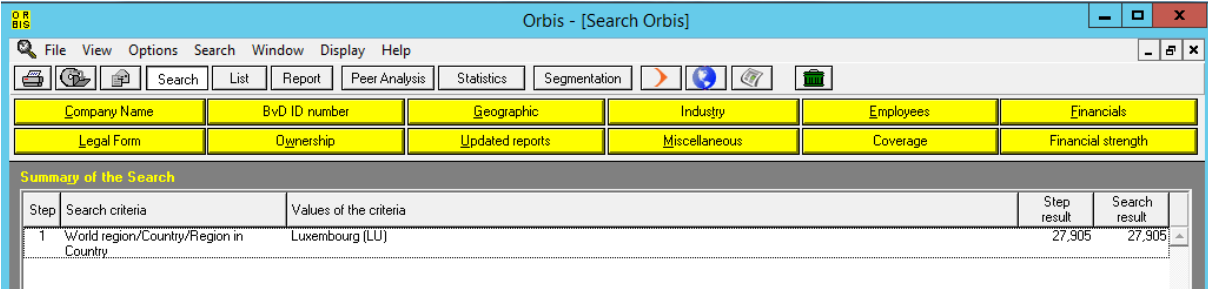 OR
BIS
Orbis - [Search Orbis]
File View Options Search Window Display Help
Search List Report Peer Analysis Statistics Segmentation
Company Name BvD ID number Geographic Industry Employees Financials
Legal Form Ownership Updated reports Miscellaneous Coverage Financial strength
Summary of the Search
Step Search criteria Values of the criteria Step result Search result
1 World region/Country/Region in Country Luxembourg (LU) 27,905 27,905